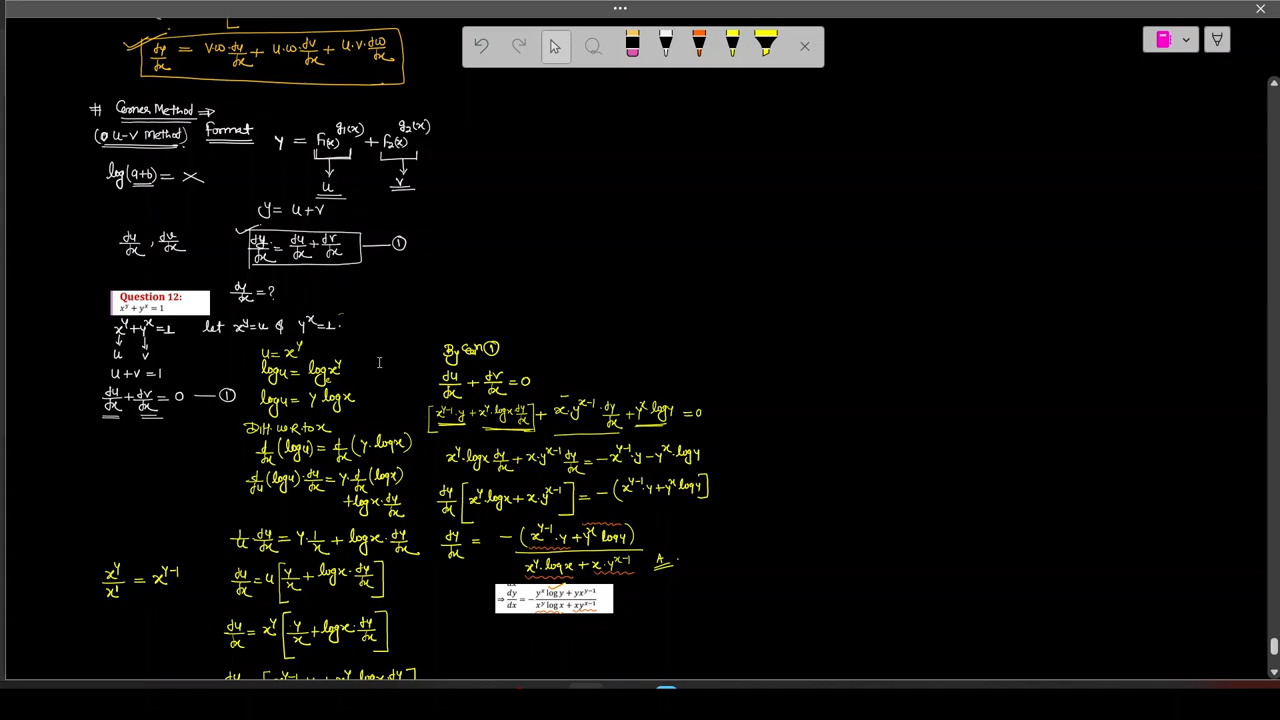 dy/dx = v·w·du/dx + u·w·dv/dx + u·v·dw/dx
# Corner Method ⇒
(u-v Method) Format
y = f₁(x)^g₁(x) + f₂(x)^g₂(x)
u v
log(a+b) = ×
y = u+v
du/dx , dv/dx
dy/dx = du/dx + dv/dx —— ①
Question 12:
x^y + y^x = 1
dy/dx = ?
x^y + y^x = 1 let x^y = u & y^x = 1
u v
u+v = 1
du/dx + dv/dx = 0 —— ①
u = x^y
log u = log x^y
log u = y log x
Diff. w.r. to x
d/dx (log u) = d/dx (y·log x)
d/du (log u)·du/dx = y·d/dx (log x)
+ log x·dy/dx
1/u·du/dx = y·1/x + log x·dy/dx
x^y/x^1 = x^(y-1)
du/dx = u[y/x + log x·dy/dx]
du/dx = x^y[y/x + log x·dy/dx]
By ①
du/dx + dv/dx = 0
[x^(y-1)·y + x^y·log x dy/dx] + x·y^(x-1)·dy/dx + y^x log y = 0
x^y·log x dy/dx + x·y^(x-1) dy/dx = -x^(y-1)·y - y^x·log y
dy/dx [x^y·log x + x·y^(x-1)] = -(x^(y-1)·y + y^x log y]
dy/dx = -(x^(y-1)·y + y^x log y) / (x^y·log x + x·y^(x-1)) A.
⇒ dy/dx = - (y^x log y + yx^(y-1)) / (x^y log x + xy^(x-1))